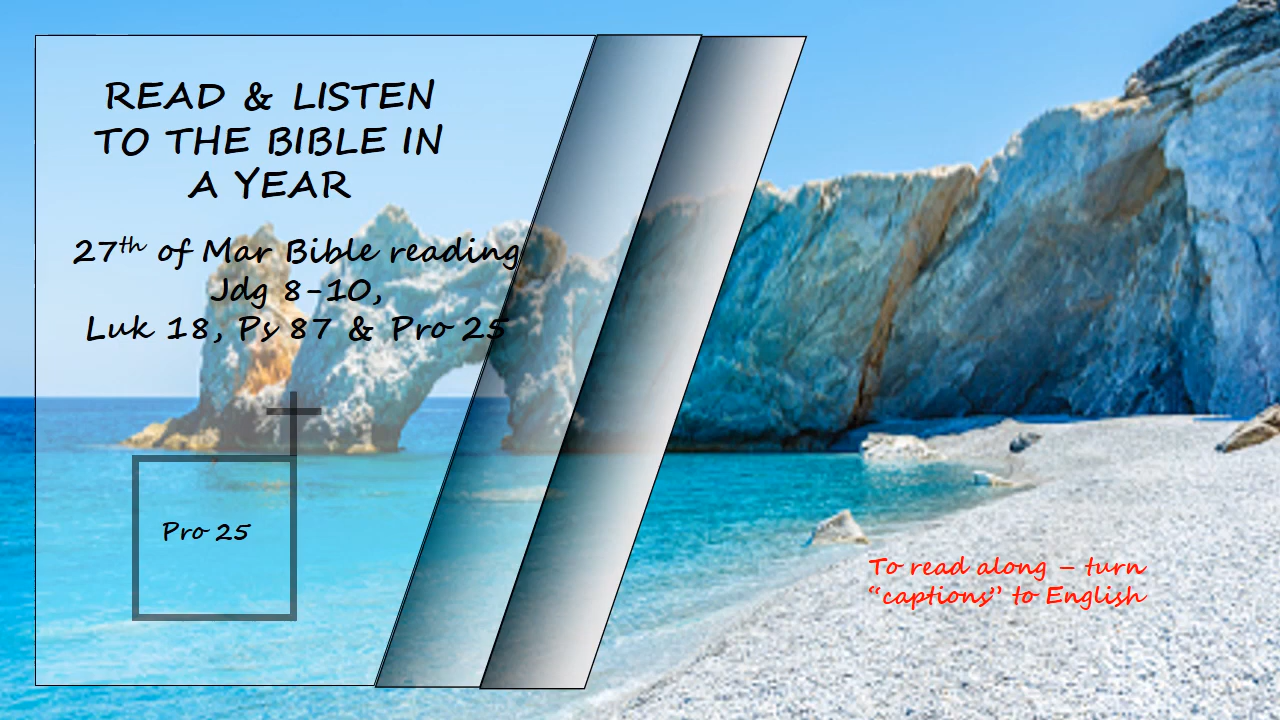 READ & LISTEN
TO THE BIBLE IN
A YEAR
27th of Mar Bible reading
Jdg 8-10,
Luk 18, Ps 87 & Pro 25
Pro 25
To read along – turn
“captions” to English